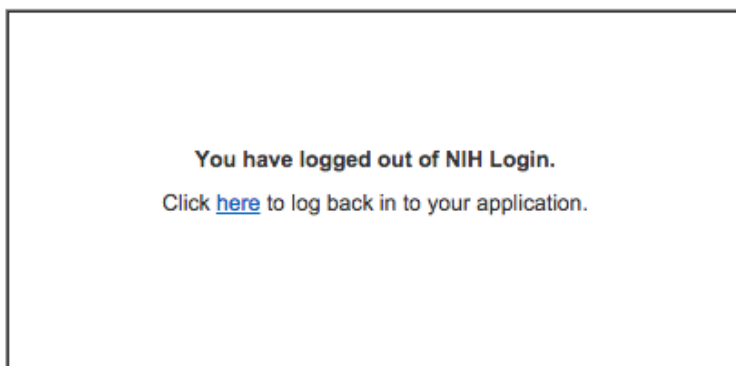 You have logged out of NIH Login.
Click here to log back in to your application.